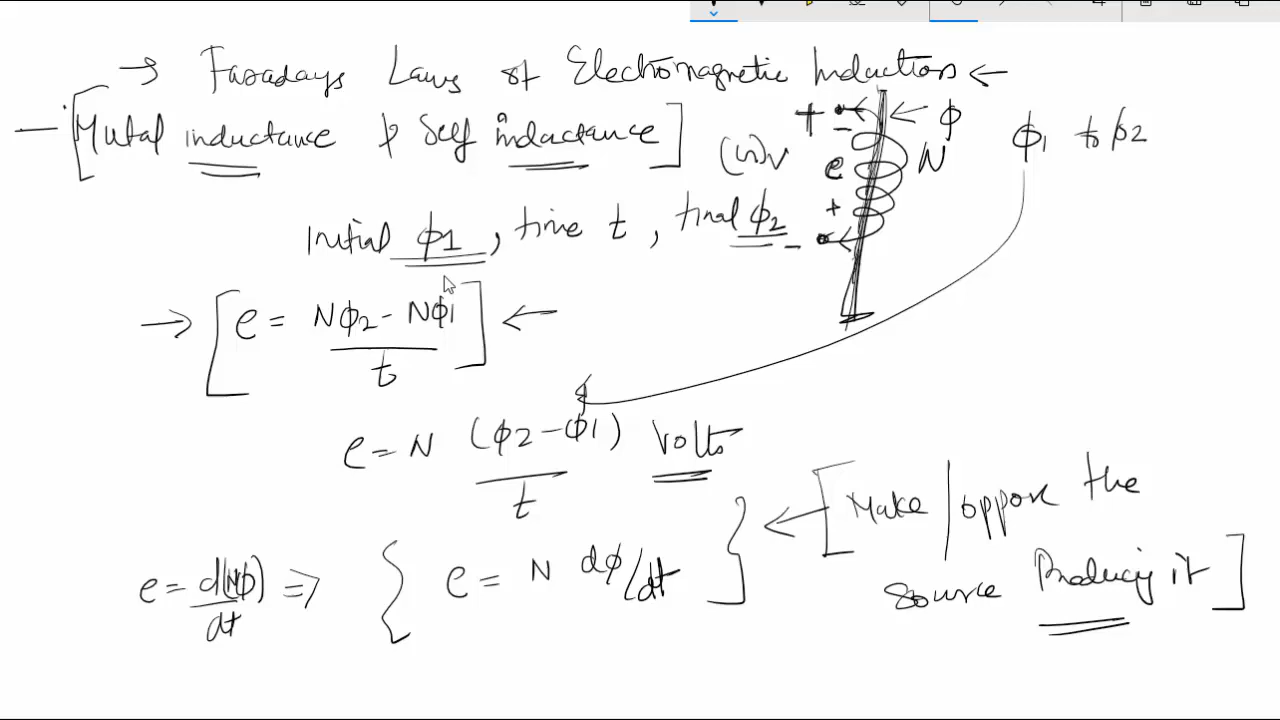 → Faradays Laws of Electromagnetic Induction ←
— [Mutal inductance & Self inductance]
+ - ← φ
(v) v e N φ1 to φ2
+ -
Initial φ1, time t, final φ2
→ [e = Nφ2 - Nφ1 / t] ←
e = N (φ2 - φ1) / t Volts
← [Make / oppose the
source Producing it]
e = d(Nφ)/dt ⇒ { e = N dφ/dt }